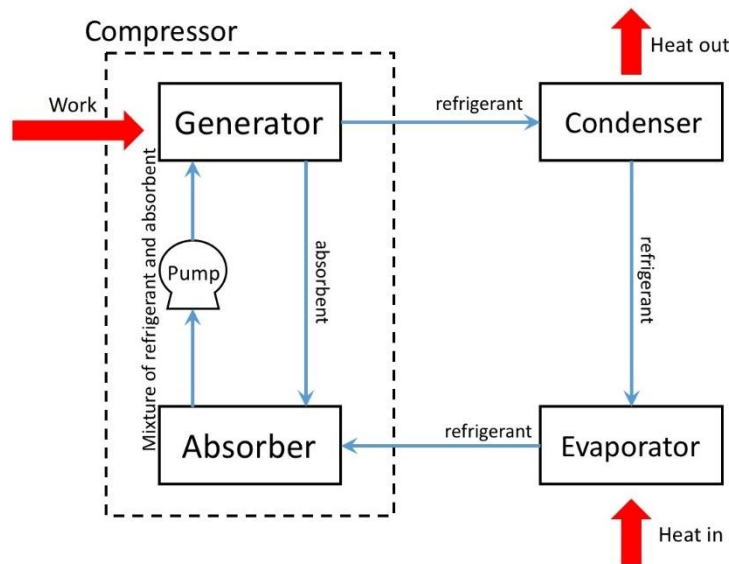 Compressor
Heat out
Work
Generator
refrigerant
Condenser
Mixture of refrigerant and absorbent
Pump
absorbent
refrigerant
Absorber
refrigerant
Evaporator
Heat in